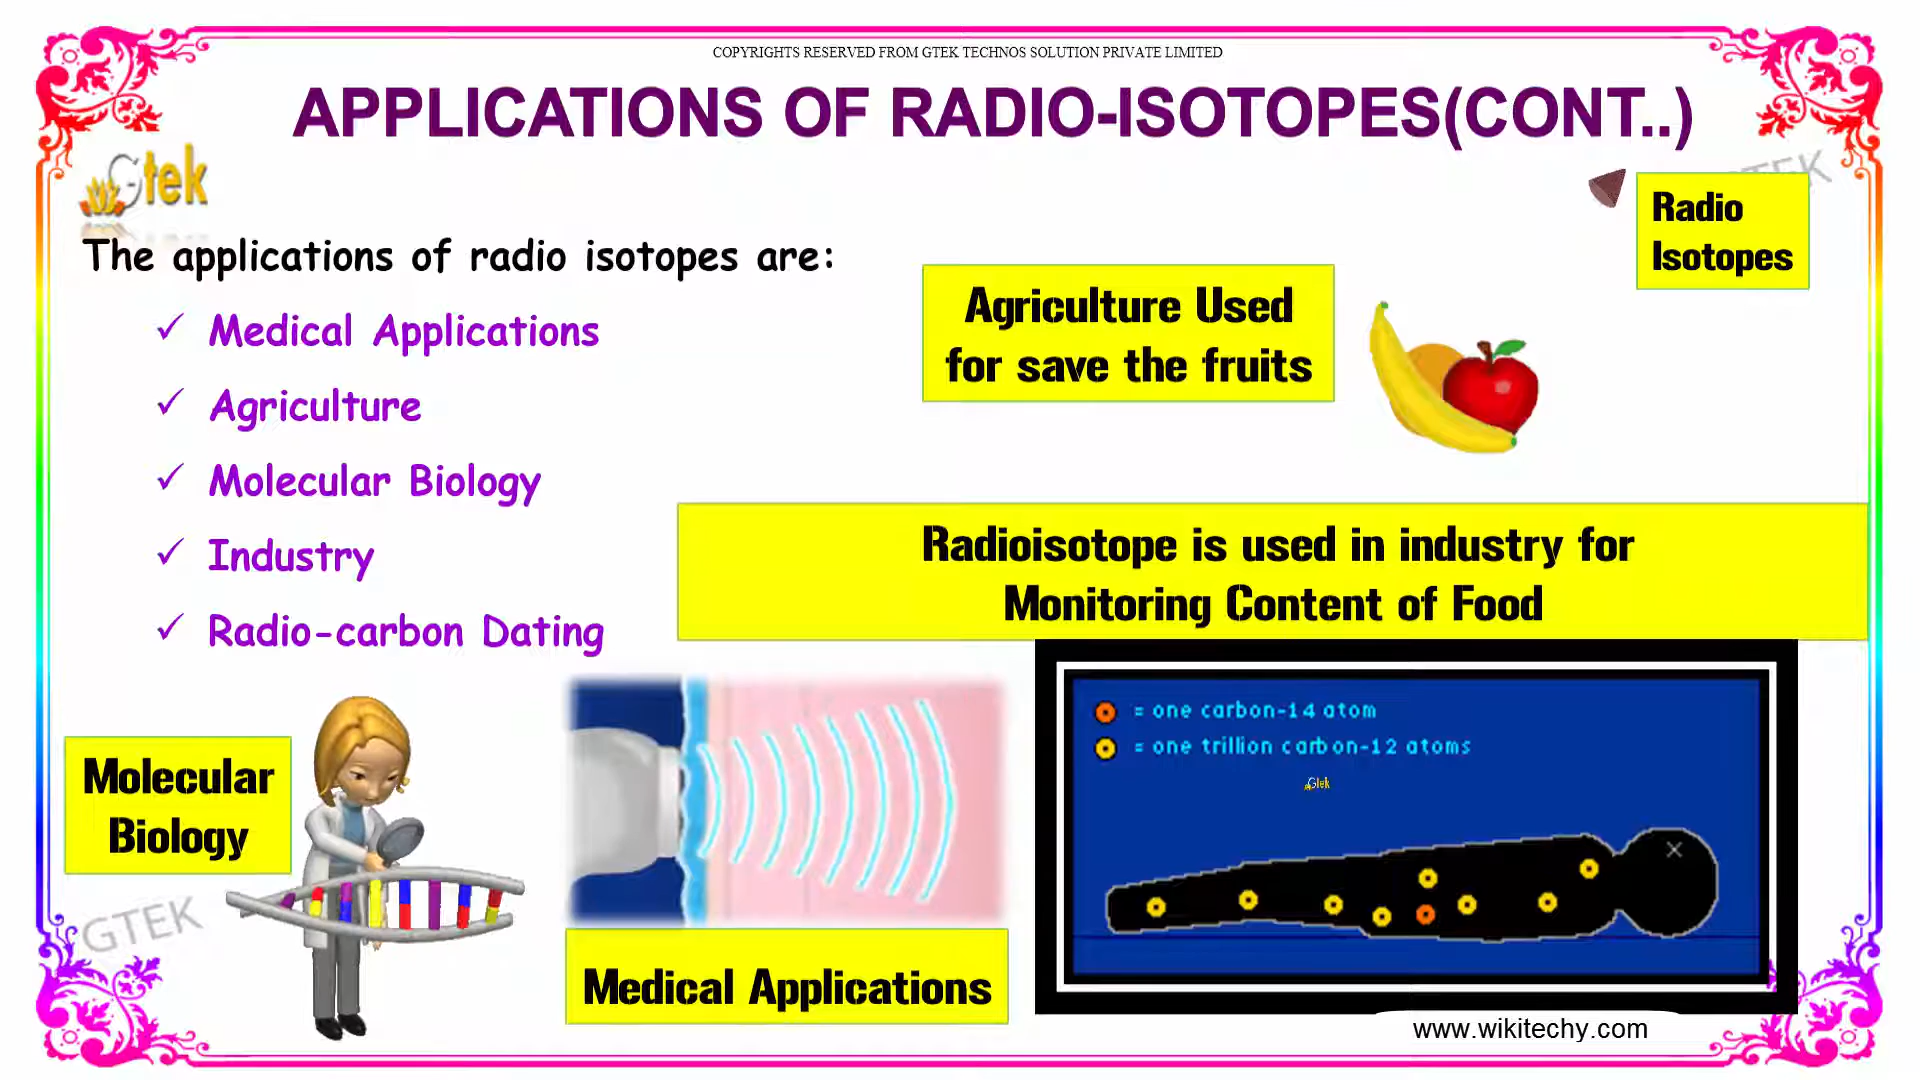 COPYRIGHTS RESERVED FROM GTEK TECHNOS SOLUTION PRIVATE LIMITED
APPLICATIONS OF RADIO-ISOTOPES(CONT..)
Gtek
GTEK
Radio
Isotopes
The applications of radio isotopes are:
✓ Medical Applications
✓ Agriculture
✓ Molecular Biology
✓ Industry
✓ Radio-carbon Dating
Agriculture Used
for save the fruits
Radioisotope is used in industry for
Monitoring Content of Food
= one carbon-14 atom
= one trillion carbon-12 atoms
Gtek
Molecular
Biology
GTEK
Medical Applications
www.wikitechy.com